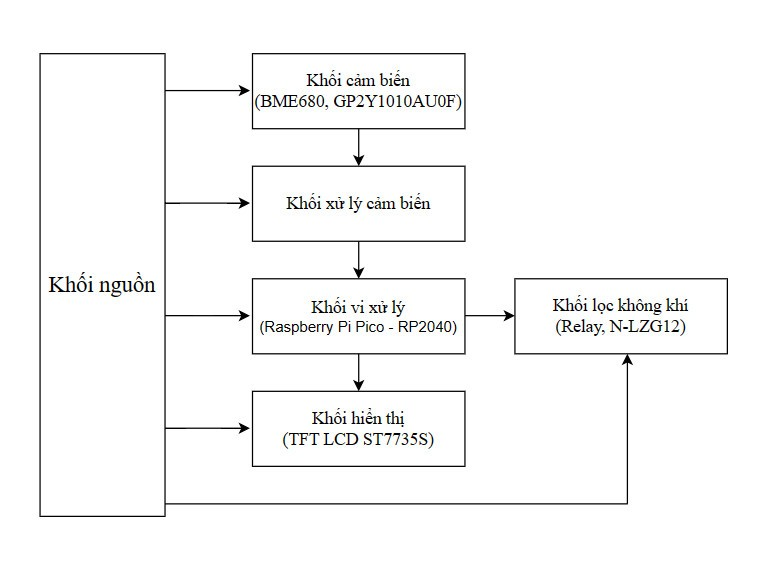 Khối cảm biến
(BME680, GP2Y1010AU0F)
Khối xử lý cảm biến
Khối nguồn
Khối vi xử lý
(Raspberry Pi Pico - RP2040)
Khối lọc không khí
(Relay, N-LZG12)
Khối hiển thị
(TFT LCD ST7735S)